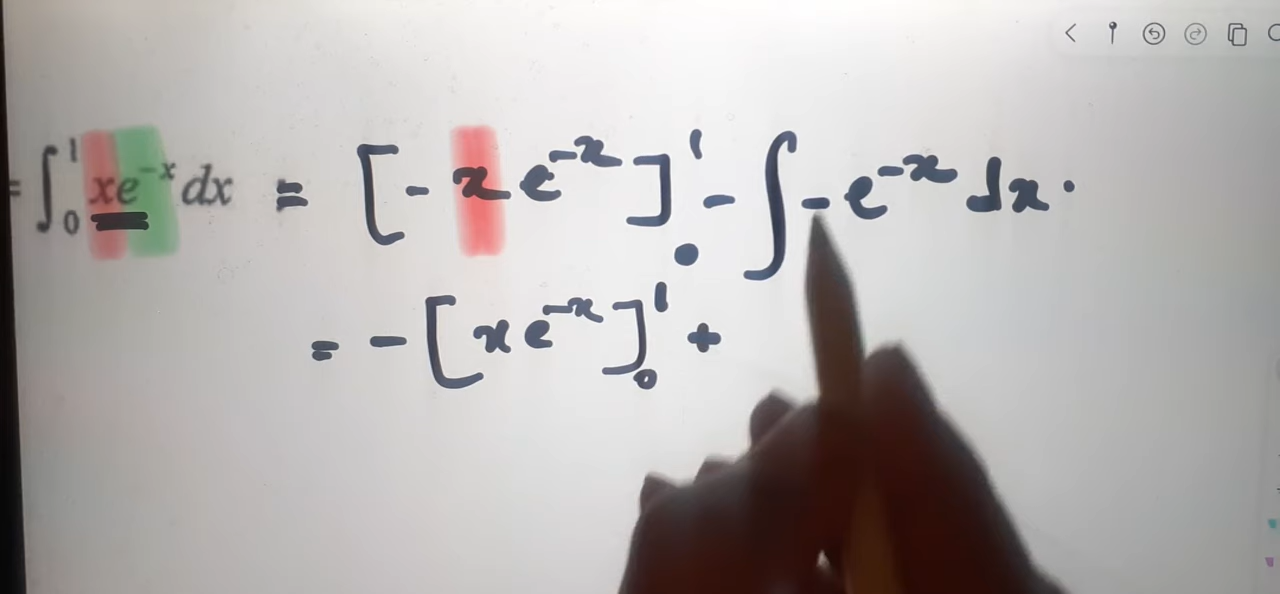 = ∫₀¹ xe⁻ˣ dx = [-xe⁻ˣ]₀¹ - ∫ -e⁻ˣ dx.
= -[xe⁻ˣ]₀¹ +